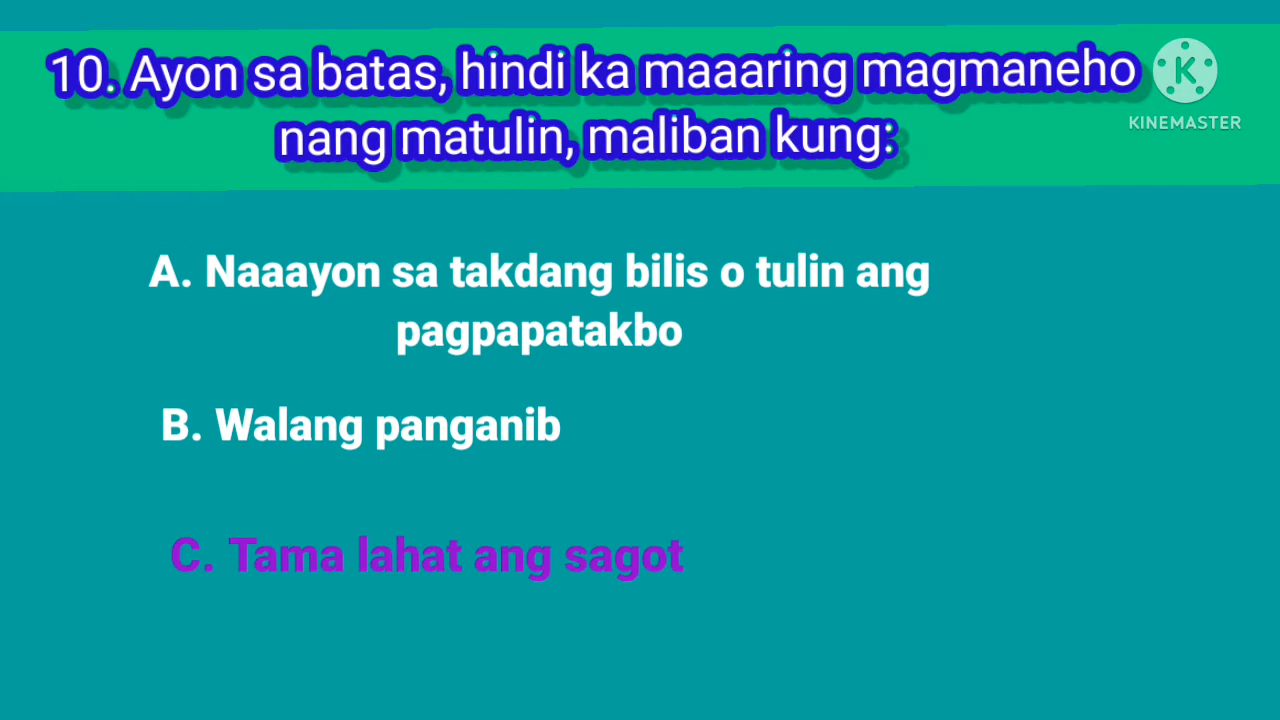 10. Ayon sa batas, hindi ka maaaring magmaneho
nang matulin, maliban kung:
KINEMASTER
A. Naaayon sa takdang bilis o tulin ang
pagpapatakbo
B. Walang panganib
C. Tama lahat ang sagot